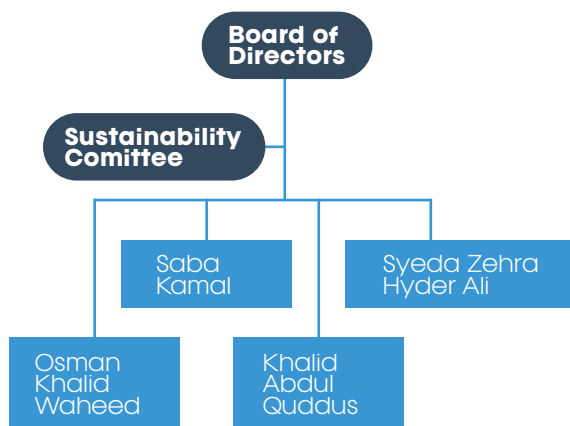 Board of
Directors
Sustainability
Comittee
Saba
Kamal
Syeda Zehra
Hyder Ali
Osman
Khalid
Waheed
Khalid
Abdul
Quddus